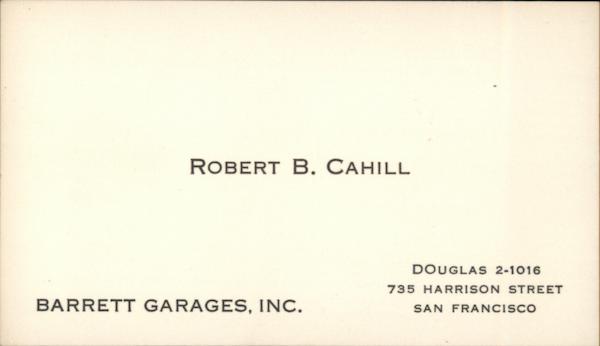 ROBERT B. CAHILL
DOUGLAS 2-1016
735 HARRISON STREET
SAN FRANCISCO
BARRETT GARAGES, INC.